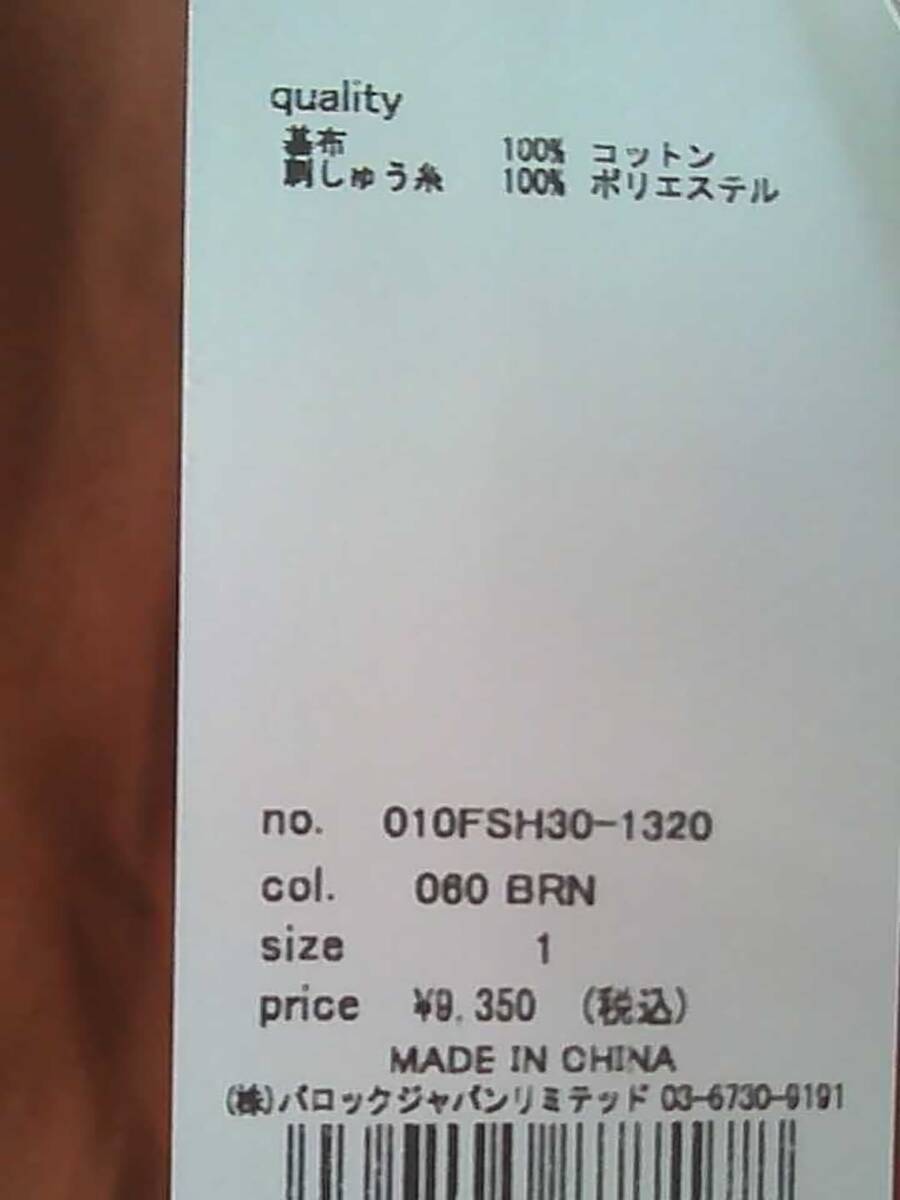 quality
基布 100% コットン
刺しゅう糸 100% ポリエステル
no. 010FSH30-1320
col. 060 BRN
size 1
price ¥9,350 (税込)
MADE IN CHINA
(株)バロックジャパンリミテッド 03-6730-9191